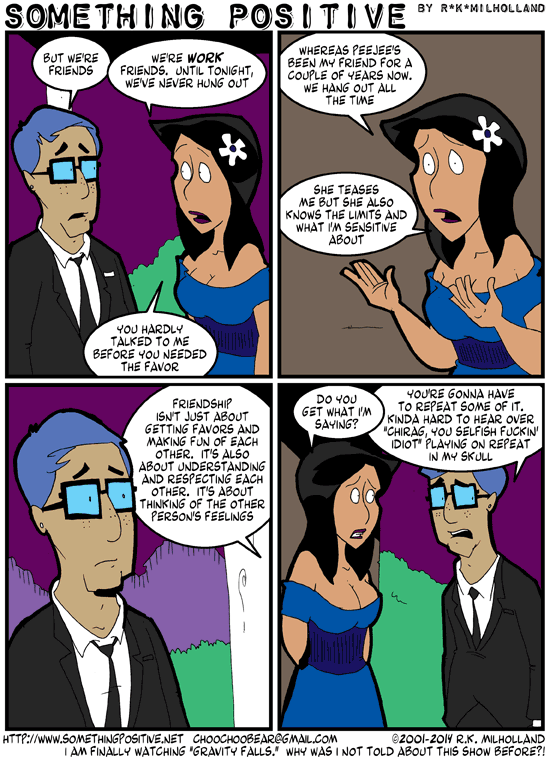 SOMETHING POSITIVE BY R*K*MILHOLLAND
BUT WE'RE
FRIENDS
WE'RE WORK
FRIENDS. UNTIL TONIGHT,
WE'VE NEVER HUNG OUT
YOU HARDLY
TALKED TO ME
BEFORE YOU NEEDED
THE FAVOR
WHEREAS PEEJEE'S
BEEN MY FRIEND FOR A
COUPLE OF YEARS NOW.
WE HANG OUT ALL
THE TIME
SHE TEASES
ME BUT SHE ALSO
KNOWS THE LIMITS AND
WHAT I'M SENSITIVE
ABOUT
FRIENDSHIP
ISN'T JUST ABOUT
GETTING FAVORS AND
MAKING FUN OF EACH
OTHER. IT'S ALSO
ABOUT UNDERSTANDING
AND RESPECTING EACH
OTHER. IT'S ABOUT
THINKING OF THE OTHER
PERSON'S FEELINGS
DO YOU
GET WHAT I'M
SAYING?
YOU'RE GONNA HAVE
TO REPEAT SOME OF IT.
KINDA HARD TO HEAR OVER
"CHIRAG, YOU SELFISH FUCKIN'
IDIOT" PLAYING ON REPEAT
IN MY SKULL
HTTP://WWW.SOMETHINGPOSITIVE.NET CHOOCHOOBEAR@GMAIL.COM ©2001-2014 R.K. MILHOLLAND
I AM FINALLY WATCHING "GRAVITY FALLS." WHY WAS I NOT TOLD ABOUT THIS SHOW BEFORE?!